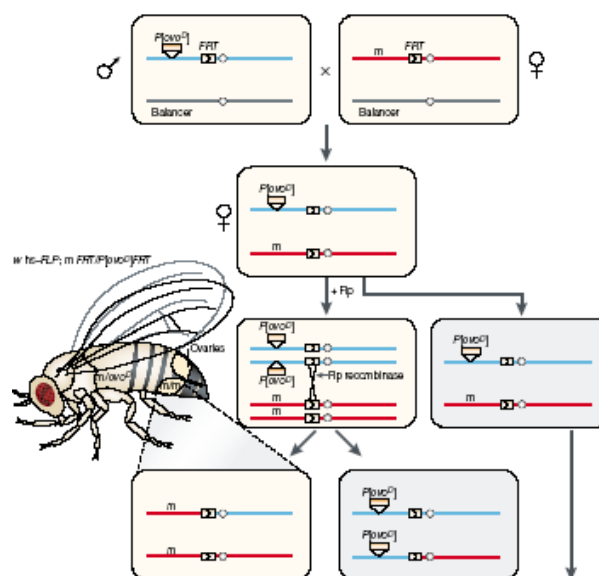 P[ovoᴰ]
FRT
m
FRT
♂
×
♀
Balancer
Balancer
P[ovoᴰ]
♀
m
w hs–FLP; m FRT/P[ovoᴰ]FRT
+ Flp
P[ovoᴰ]
P[ovoᴰ]
Ovaries
P[ovoᴰ]
Flp recombinase
m/ovoᴰ
m/m
m
m
m
P[ovoᴰ]
m
m
P[ovoᴰ]